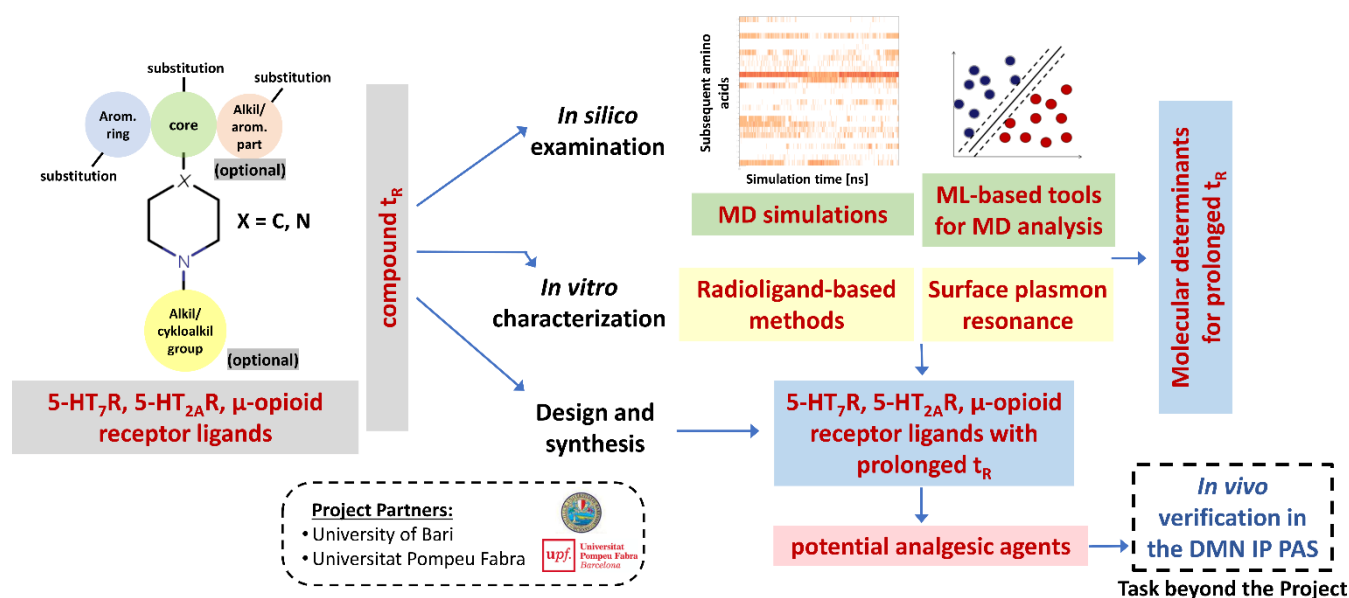 substitution
substitution
Arom.
ring
core
Alkil/
arom.
part
(optional)
substitution
X
X = C, N
N
Alkil/
cykloalkil
group
(optional)
5-HT7R, 5-HT2AR, μ-opioid
receptor ligands
compound tR
In silico
examination
In vitro
characterization
Design and
synthesis
Subsequent amino
acids
Simulation time [ns]
MD simulations
ML-based tools
for MD analysis
Radioligand-based
methods
Surface plasmon
resonance
Molecular determinants
for prolonged tR
5-HT7R, 5-HT2AR, μ-opioid
receptor ligands with
prolonged tR
potential analgesic agents
In vivo
verification in
the DMN IP PAS
Task beyond the Project
Project Partners:
• University of Bari
• Universitat Pompeu Fabra
upf.
Universitat
Pompeu Fabra
Barcelona